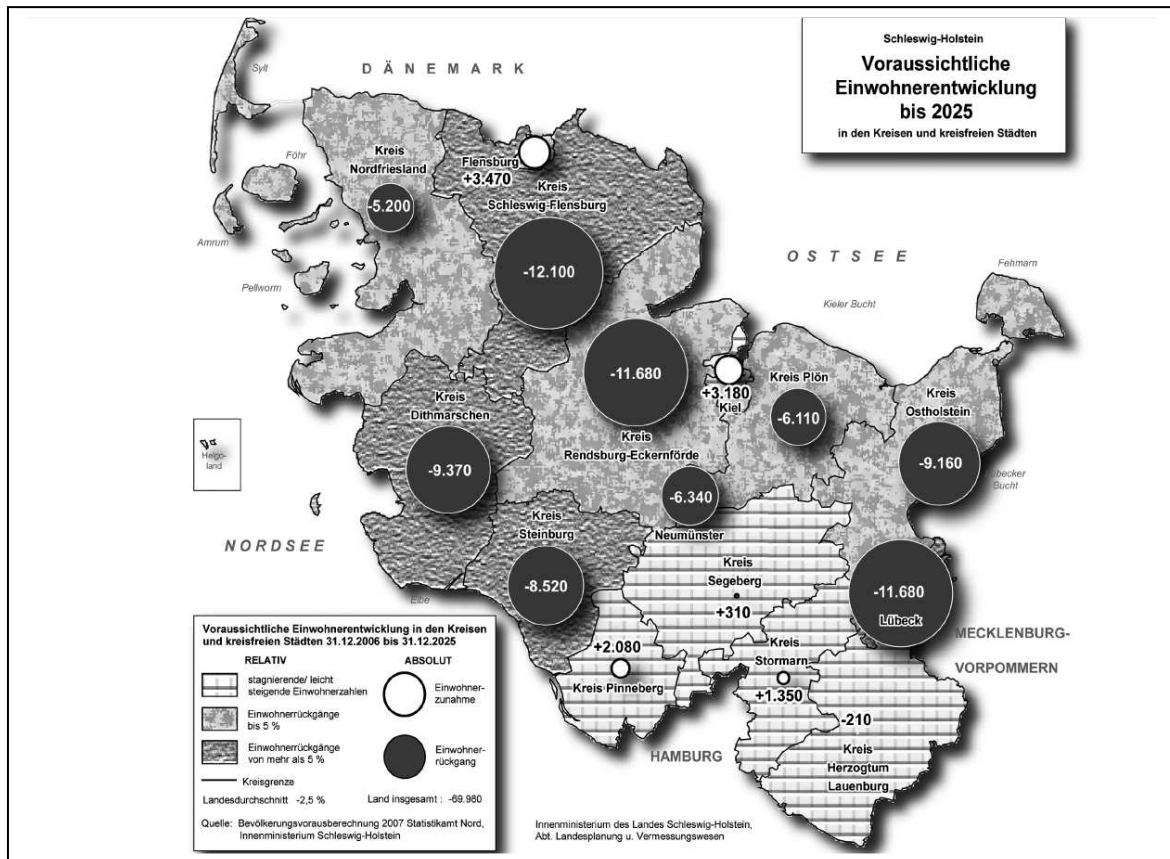 Schleswig-Holstein
Voraussichtliche
Einwohnerentwicklung
bis 2025
in den Kreisen und kreisfreien Städten
DÄNEMARK
Sylt
Föhr
Amrum
Pellworm
Kreis
Nordfriesland
-5.200
Flensburg
+3.470
Kreis
Schleswig-Flensburg
-12.100
OSTSEE
Fehmarn
Kieler Bucht
-11.680
Kreis
Rendsburg-Eckernförde
+3.180
Kiel
Kreis Plön
-6.110
Kreis
Ostholstein
-9.160
Lübecker
Bucht
Kreis
Dithmarschen
-9.370
Helgo-
land
NORDSEE
-6.340
Neumünster
Kreis
Steinburg
-8.520
Elbe
Kreis
Segeberg
+310
-11.680
Lübeck
MECKLENBURG-
VORPOMMERN
+2.080
Kreis Pinneberg
Kreis
Stormarn
+1.350
HAMBURG
-210
Kreis
Herzogtum
Lauenburg
Voraussichtliche Einwohnerentwicklung in den Kreisen
und kreisfreien Städten 31.12.2006 bis 31.12.2025
RELATIV
stagnierende/ leicht
steigende Einwohnerzahlen
Einwohnerrückgänge
bis 5 %
Einwohnerrückgänge
von mehr als 5 %
Kreisgrenze
Landesdurchschnitt -2,5 %
ABSOLUT
Einwohner-
zunahme
Einwohner-
rückgang
Land insgesamt : -69.980
Quelle: Bevölkerungsvorausberechnung 2007 Statistikamt Nord,
Innenministerium Schleswig-Holstein
Innenministerium des Landes Schleswig-Holstein,
Abt. Landesplanung u. Vermessungswesen